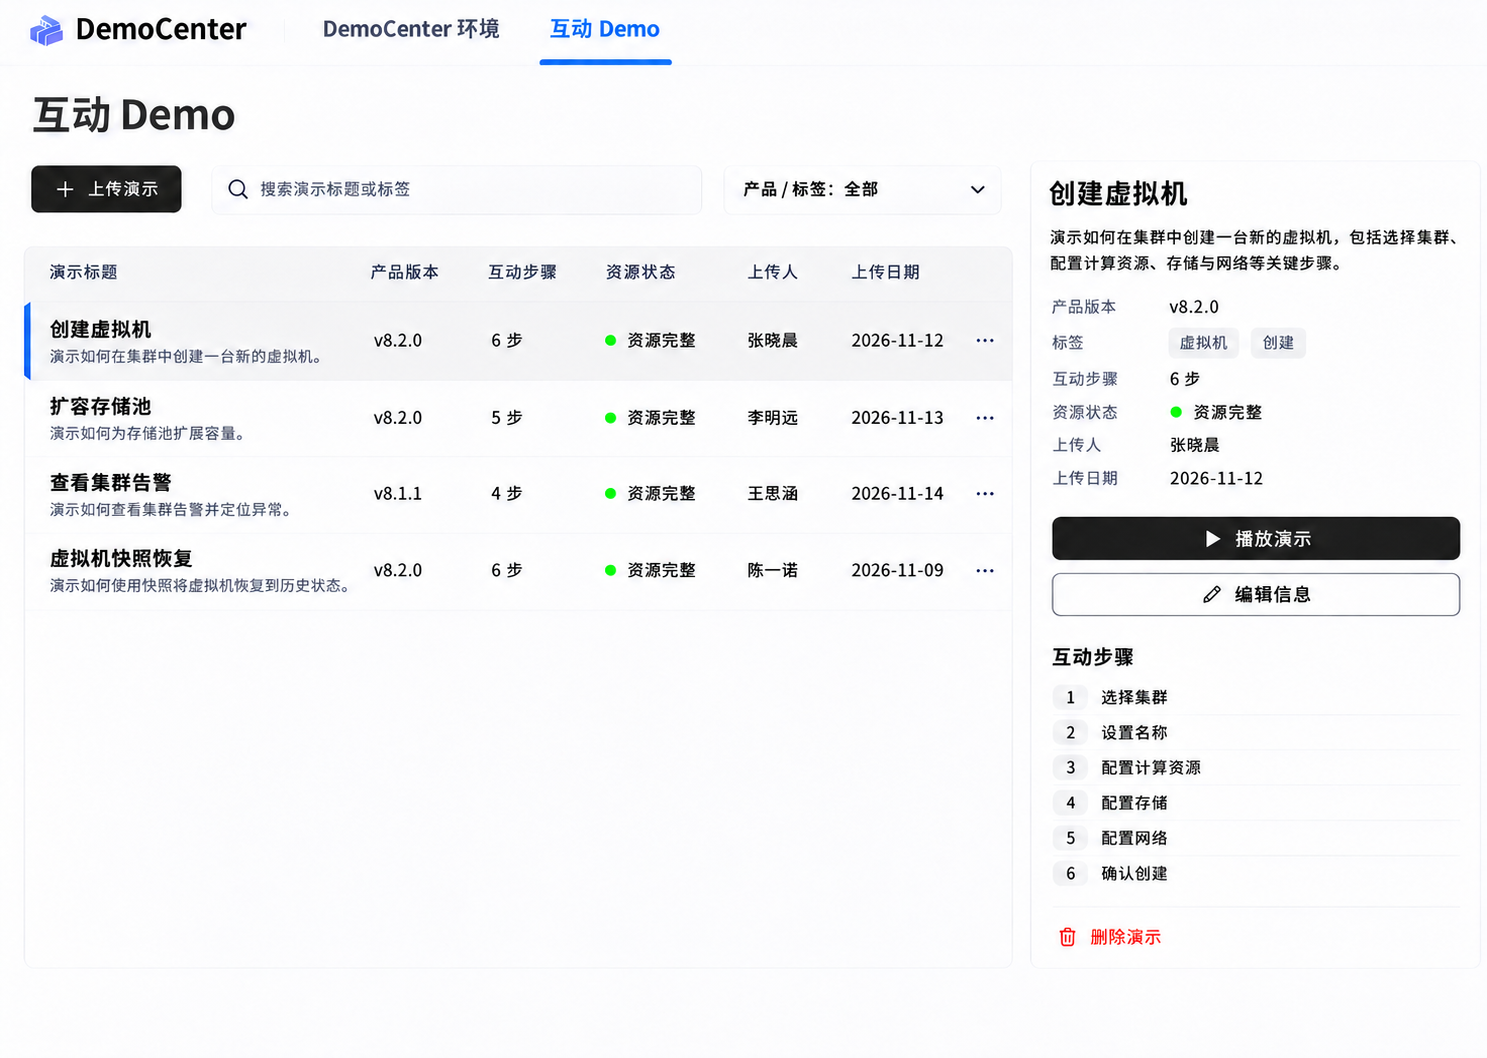 DemoCenter
DemoCenter 环境
互动 Demo
互动 Demo
上传演示
搜索演示标题或标签
产品 / 标签：全部
演示标题 产品版本 互动步骤 资源状态 上传人 上传日期
创建虚拟机
演示如何在集群中创建一台新的虚拟机。
v8.2.0 6 步 资源完整 张晓晨 2026-11-12
扩容存储池
演示如何为存储池扩展容量。
v8.2.0 5 步 资源完整 李明远 2026-11-13
查看集群告警
演示如何查看集群告警并定位异常。
v8.1.1 4 步 资源完整 王思涵 2026-11-14
虚拟机快照恢复
演示如何使用快照将虚拟机恢复到历史状态。
v8.2.0 6 步 资源完整 陈一诺 2026-11-09
创建虚拟机
演示如何在集群中创建一台新的虚拟机，包括选择集群、
配置计算资源、存储与网络等关键步骤。
产品版本 v8.2.0
标签 虚拟机 创建
互动步骤 6 步
资源状态 资源完整
上传人 张晓晨
上传日期 2026-11-12
播放演示
编辑信息
互动步骤
1 选择集群
2 设置名称
3 配置计算资源
4 配置存储
5 配置网络
6 确认创建
删除演示